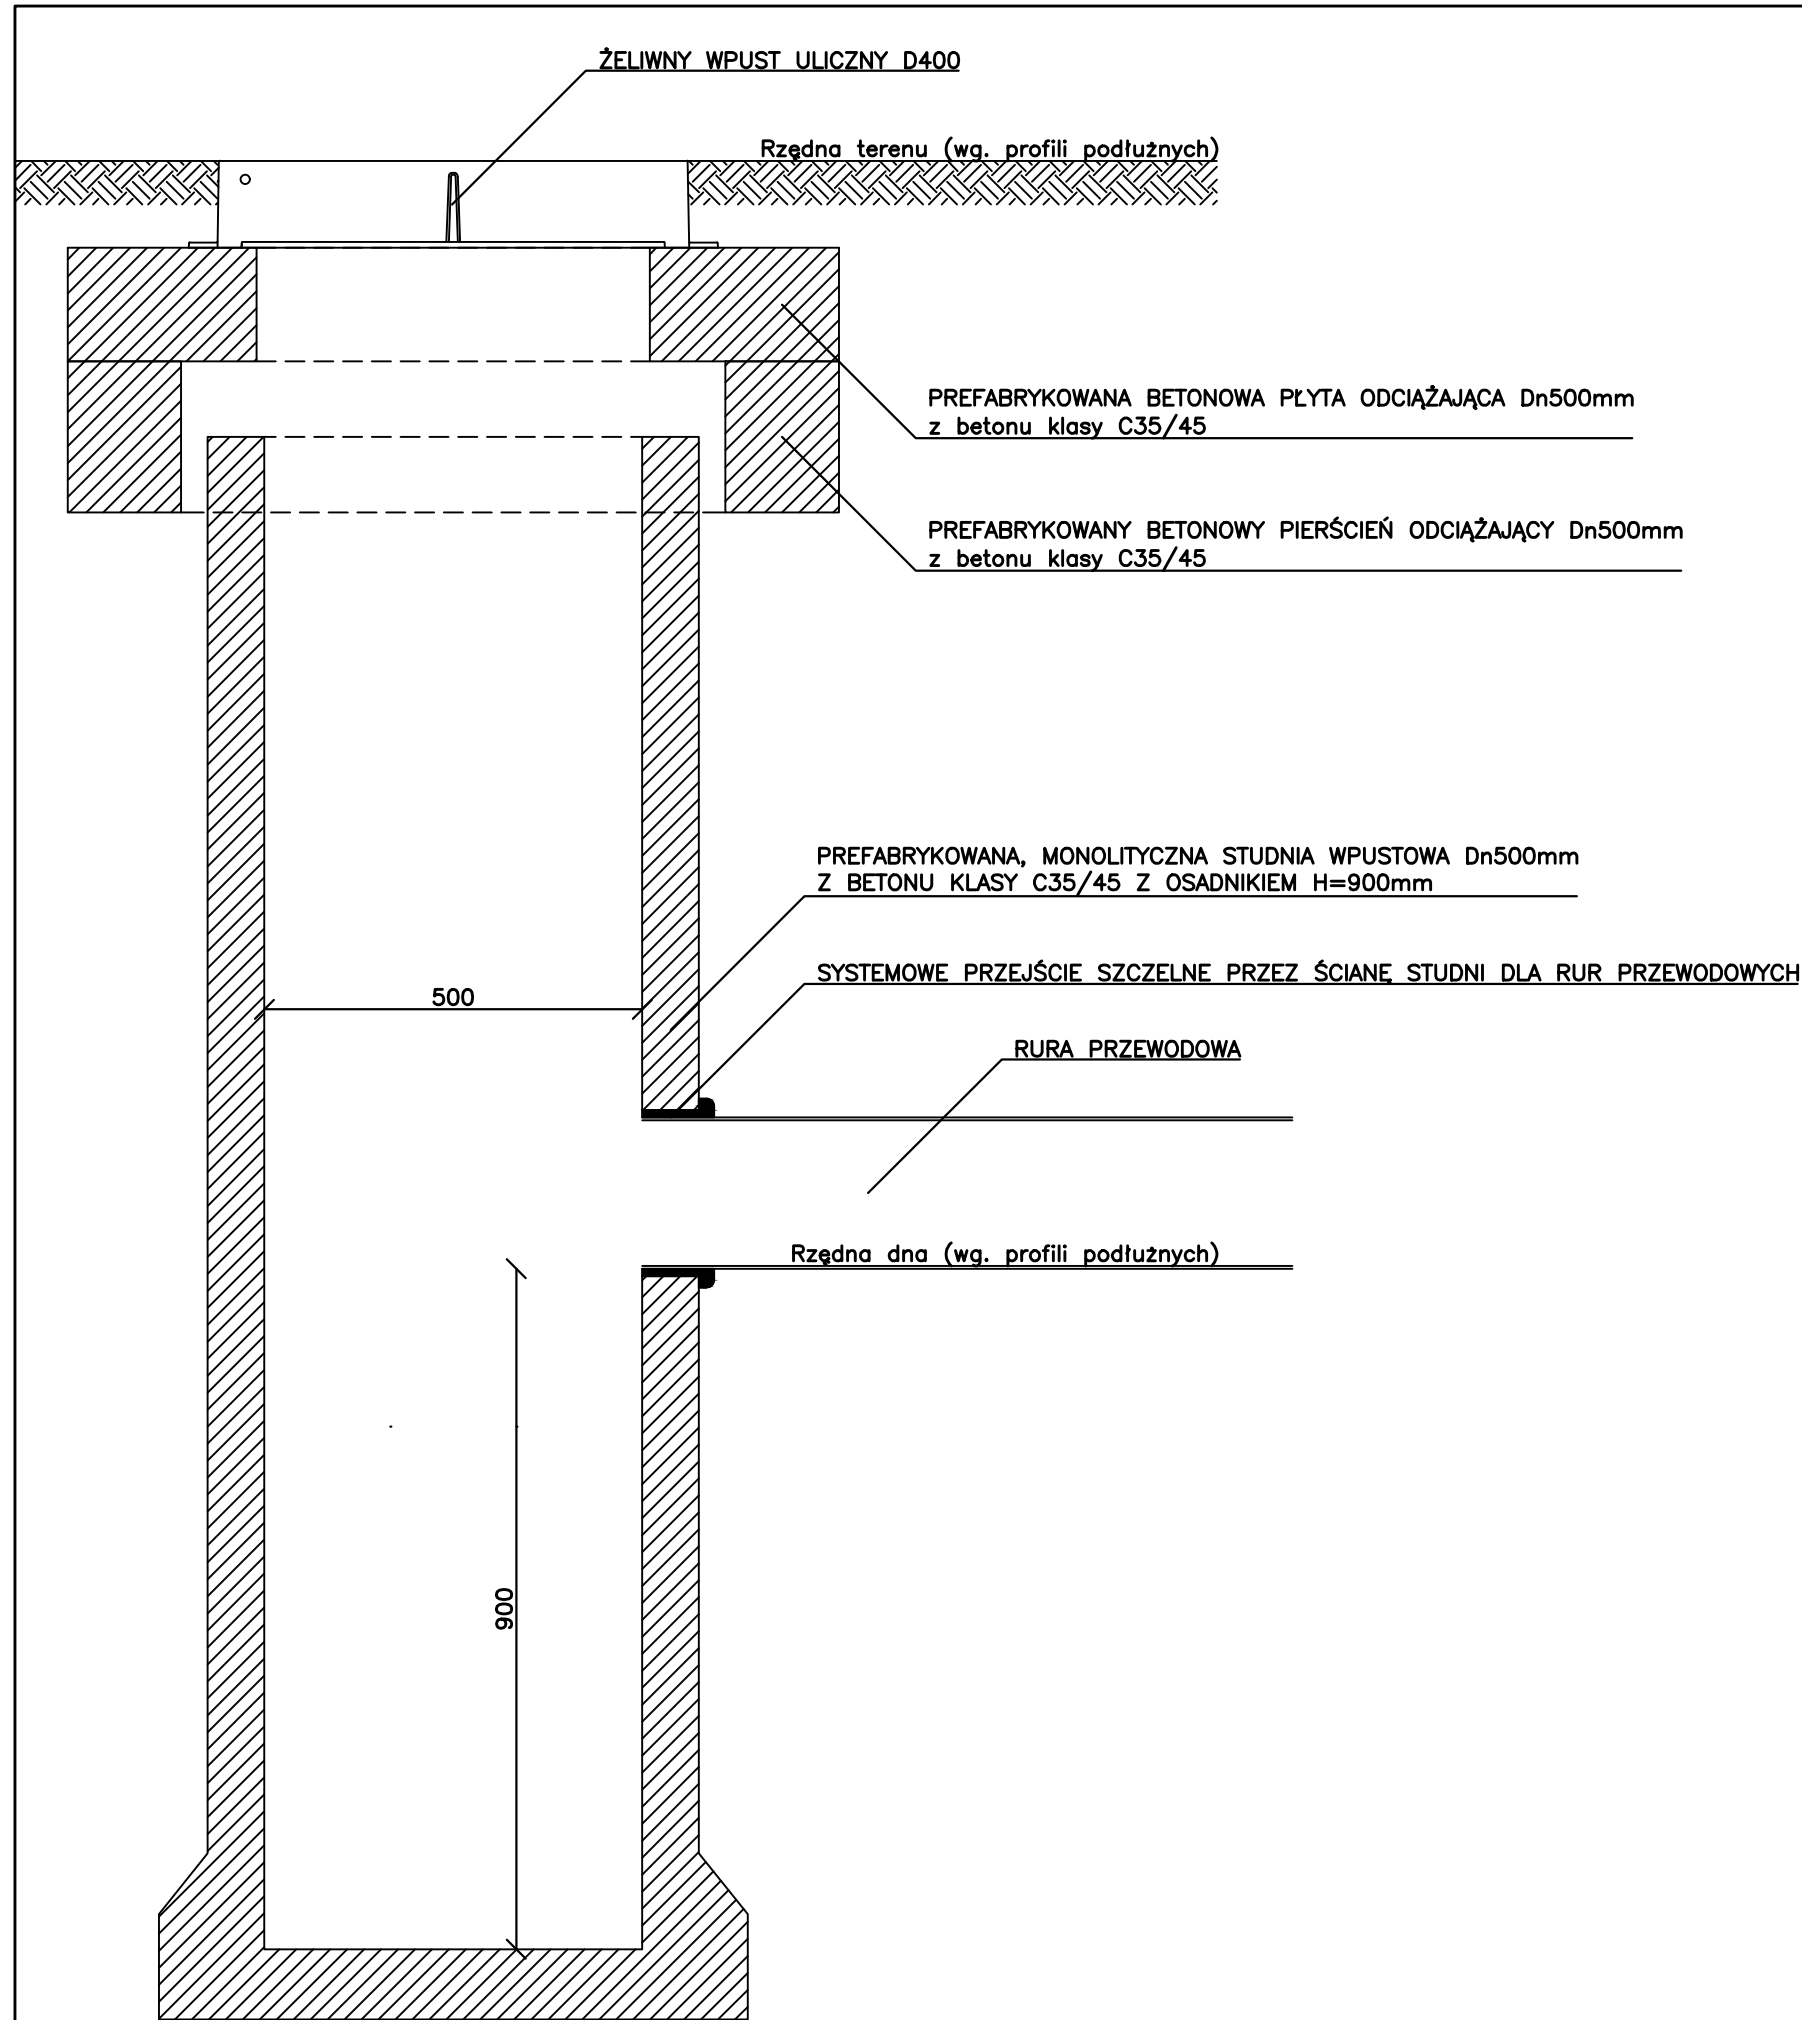 ŻELIWNY WPUST ULICZNY D400
Rzędna terenu (wg. profili podłużnych)
PREFABRYKOWANA BETONOWA PŁYTA ODCIĄŻAJĄCA Dn500mm
z betonu klasy C35/45
PREFABRYKOWANY BETONOWY PIERŚCIEŃ ODCIĄŻAJĄCY Dn500mm
z betonu klasy C35/45
PREFABRYKOWANA, MONOLITYCZNA STUDNIA WPUSTOWA Dn500mm
Z BETONU KLASY C35/45 Z OSADNIKIEM H=900mm
SYSTEMOWE PRZEJŚCIE SZCZELNE PRZEZ ŚCIANĘ STUDNI DLA RUR PRZEWODOWYCH
500
RURA PRZEWODOWA
Rzędna dna (wg. profili podłużnych)
900